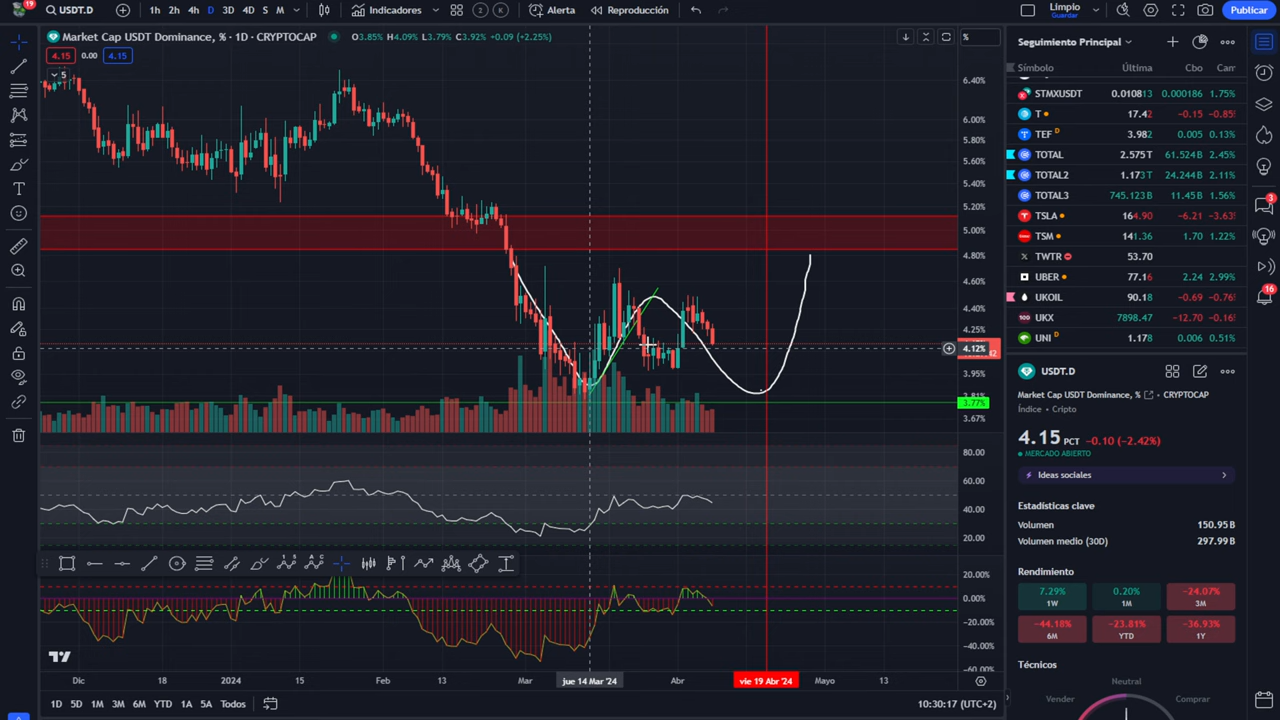 19 USDT.D 1h 2h 4h D 3D 4D S M Indicadores 2 K Alerta Reproducción Limpio Guardar Publicar
Market Cap USDT Dominance, % · 1D · CRYPTOCAP O3.85% H4.09% L3.79% C3.92% +0.09 (+2.25%)
4.15 0.00 4.15
5
%
6.40%
6.00%
5.80%
5.60%
5.40%
5.20%
5.00%
4.80%
4.60%
4.40%
4.25%
4.12%
3.95%
3.77%
3.67%
80.00
60.00
40.00
20.00
20.00%
0.00%
−20.00%
−40.00%
−60.00%
Dic 18 2024 15 Feb 13 Mar jue 14 Mar '24 Abr vie 19 Abr '24 Mayo 13
1D 5D 1M 3M 6M YTD 1A 5A Todos 10:30:17 (UTC+2)
Seguimiento Principal
Símbolo Última Cbo
STMXUSDT 0.010813 0.000186 1.75%
T 17.42 −0.15
TEF D 3.982 0.005 0.13%
TOTAL 2.575T 61.524B 2.45%
TOTAL2 1.173T 24.244B 2.11%
TOTAL3 745.123B 11.45B 1.56%
TSLA 164.90 −6.21
TSM 141.36 1.70 1.22%
TWTR 53.70
UBER 77.16 2.24 2.99%
UKOIL 90.18 −0.69
UKX 7898.47 −12.70
UNI D 1.178 0.006 0.51%
USDT.D
Market Cap USDT Dominance, % · CRYPTOCAP
Índice · Cripto
4.15 PCT −0.10 (−2.42%)
MERCADO ABIERTO
Ideas sociales
Estadísticas clave
Volumen 150.95B
Volumen medio (30D) 297.99B
Rendimiento
7.29% 0.20% −24.07%
1W 1M 3M
−44.18% −23.81% −36.93%
6M YTD 1Y
Técnicos
Neutral
Vender Comprar
3
16